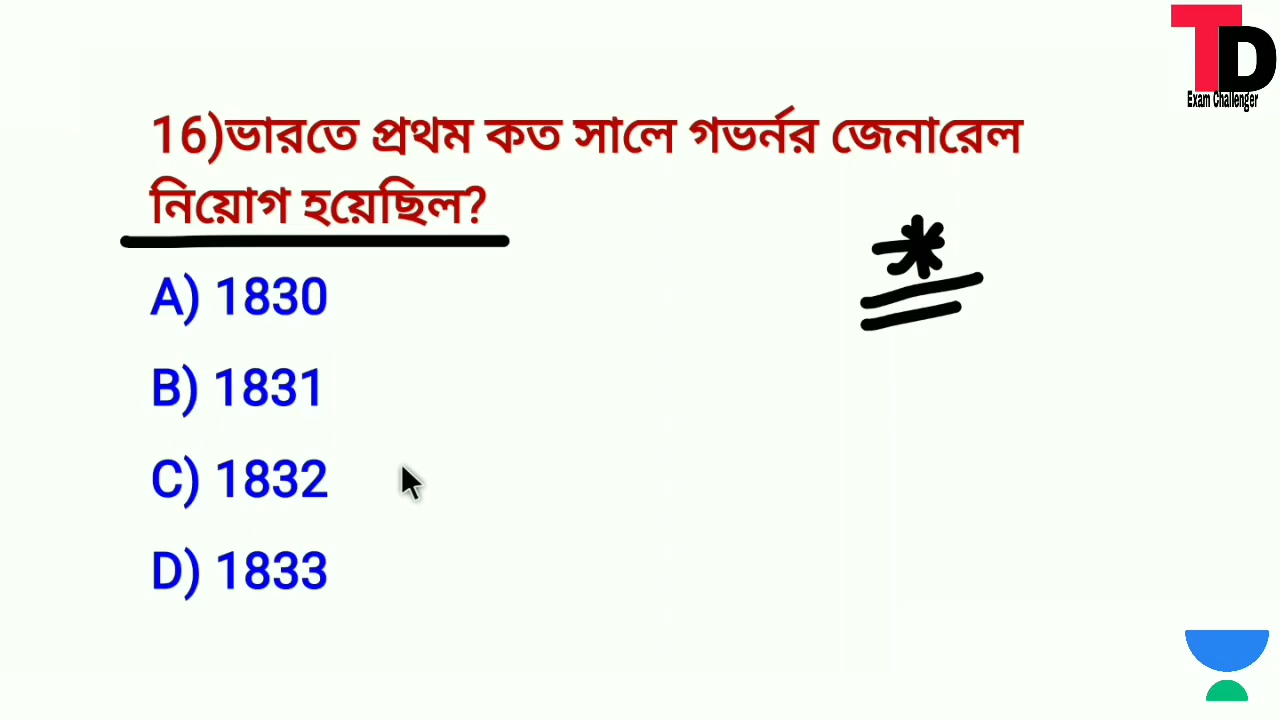 TD
Exam Challenger
16)ভারতে প্রথম কত সালে গভর্নর জেনারেল
নিয়োগ হয়েছিল?
A) 1830
B) 1831
C) 1832
D) 1833